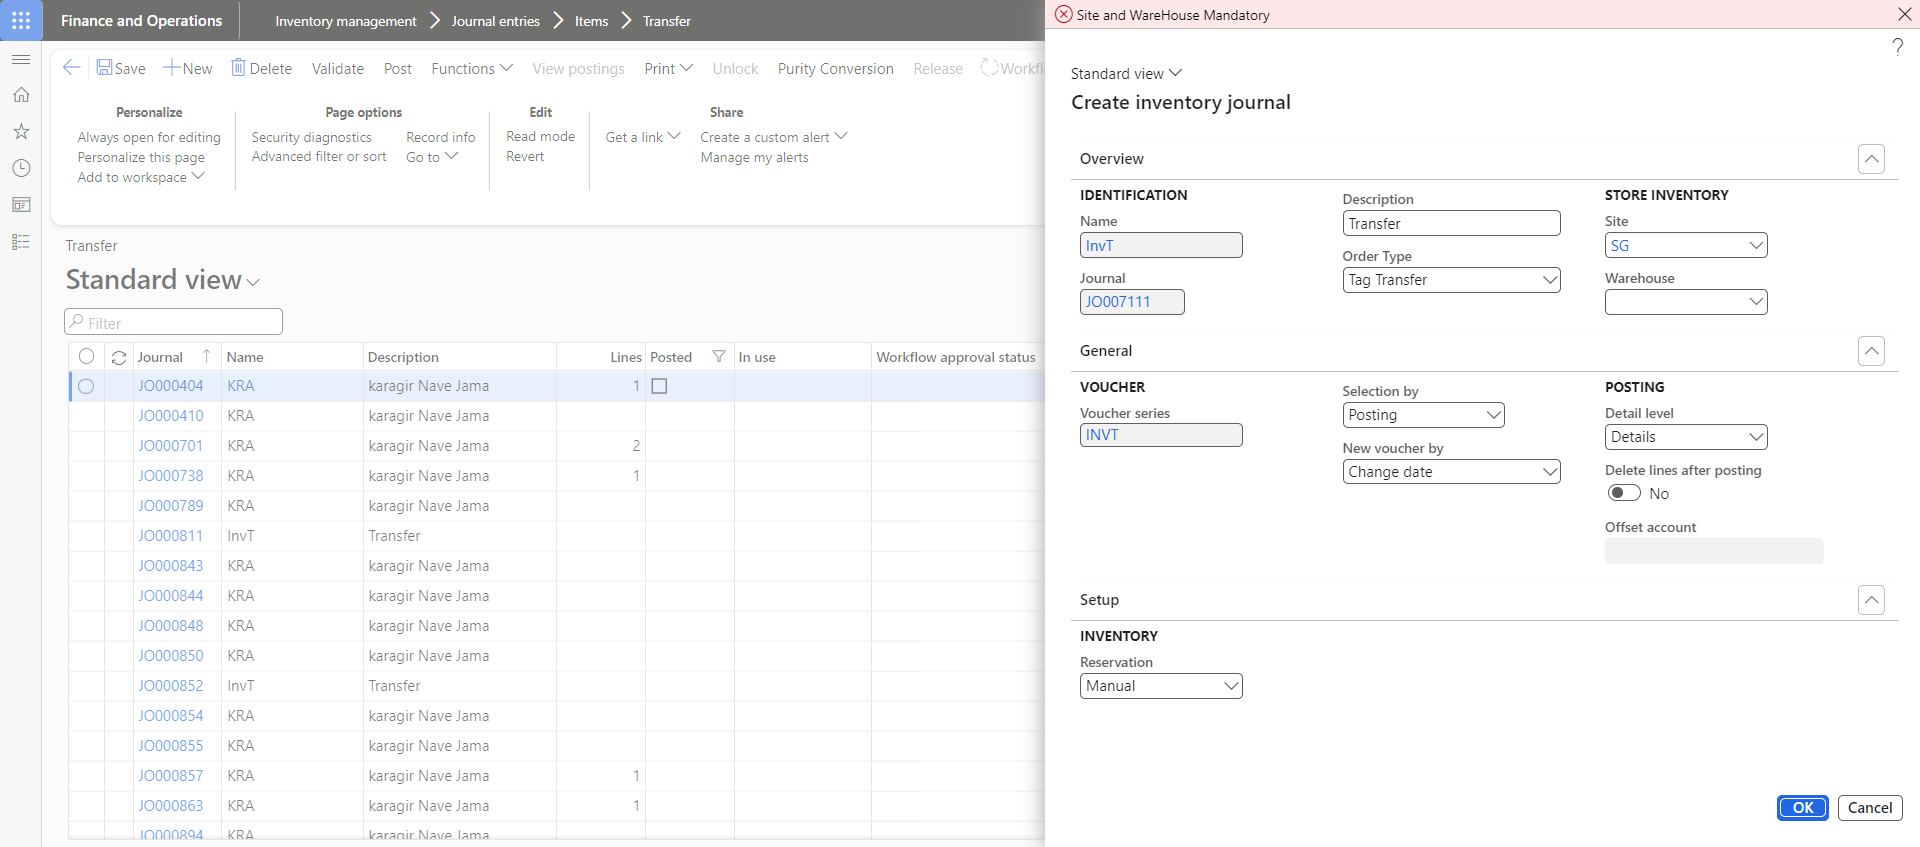 Finance and Operations
Inventory management
Journal entries
Items
Transfer
Save
New
Delete
Validate
Post
Functions
View postings
Print
Unlock
Purity Conversion
Release
Personalize
Always open for editing
Personalize this page
Add to workspace
Page options
Security diagnostics
Record info
Advanced filter or sort
Go to
Edit
Read mode
Revert
Share
Get a link
Create a custom alert
Manage my alerts
Transfer
Standard view
Filter
Journal Name Description Lines Posted In use Workflow approval status
JO000404 KRA karagir Nave Jama 1
JO000410 KRA karagir Nave Jama
JO000701 KRA karagir Nave Jama 2
JO000738 KRA karagir Nave Jama 1
JO000789 KRA karagir Nave Jama
JO000811 InvT Transfer
JO000843 KRA karagir Nave Jama
JO000844 KRA karagir Nave Jama
JO000848 KRA karagir Nave Jama
JO000850 KRA karagir Nave Jama
JO000852 InvT Transfer
JO000854 KRA karagir Nave Jama
JO000855 KRA karagir Nave Jama
JO000857 KRA karagir Nave Jama 1
JO000863 KRA karagir Nave Jama 1
JO000894 KRA karagir Nave Jama
Site and WareHouse Mandatory
?
Standard view
Create inventory journal
Overview
IDENTIFICATION
Name
InvT
Journal
JO007111
Description
Transfer
Order Type
Tag Transfer
STORE INVENTORY
Site
SG
Warehouse
General
VOUCHER
Voucher series
INVT
Selection by
Posting
New voucher by
Change date
POSTING
Detail level
Details
Delete lines after posting
No
Offset account
Setup
INVENTORY
Reservation
Manual
OK
Cancel